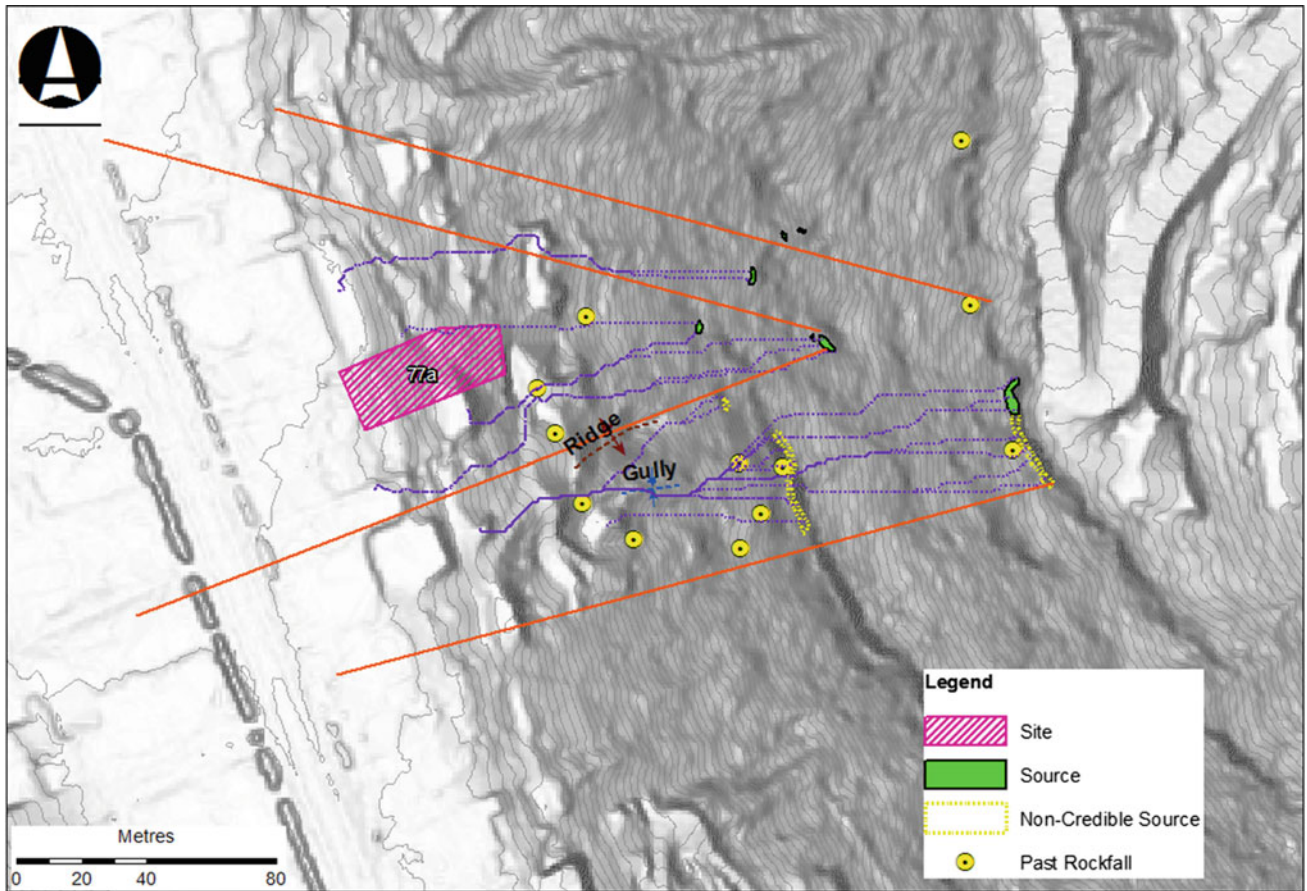 77a
Ridge
Gully
Legend
Site
Source
Non-Credible Source
Past Rockfall
Metres
0 20 40 80